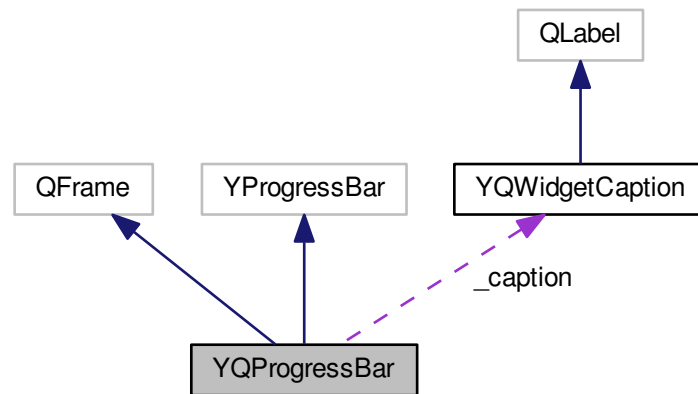 QLabel
QFrame
YProgressBar
YQWidgetCaption
_caption
YQProgressBar